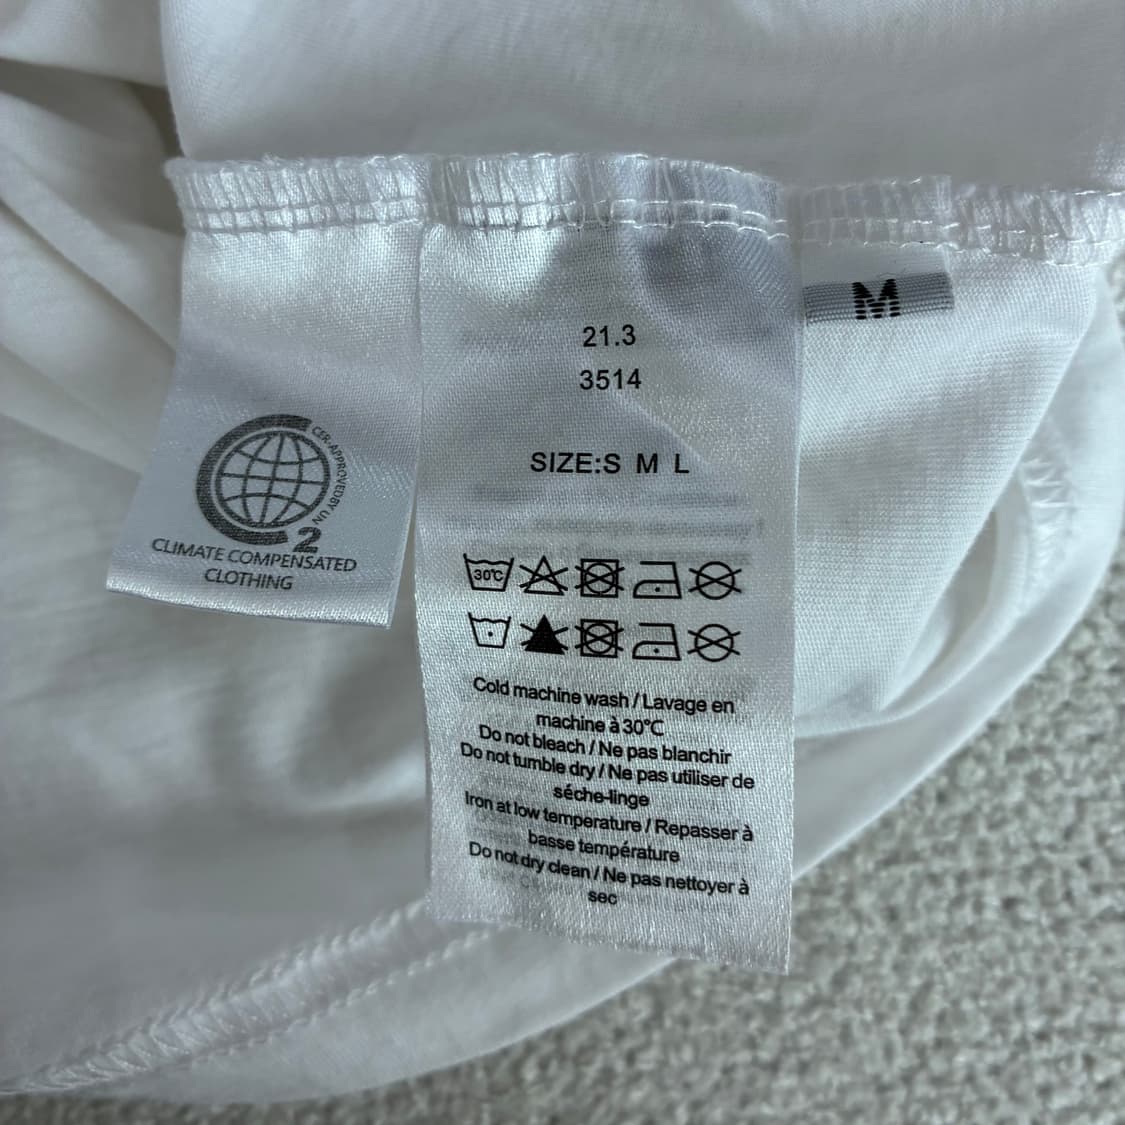 CER-APPROVED BY UN
2
CLIMATE COMPENSATED
CLOTHING
21.3
3514
SIZE:S M L
30℃
Cold machine wash / Lavage en
machine à 30℃
Do not bleach / Ne pas blanchir
Do not tumble dry / Ne pas utiliser de
séche-linge
Iron at low temperature / Repasser à
basse température
Do not dry clean / Ne pas nettoyer à
sec
M